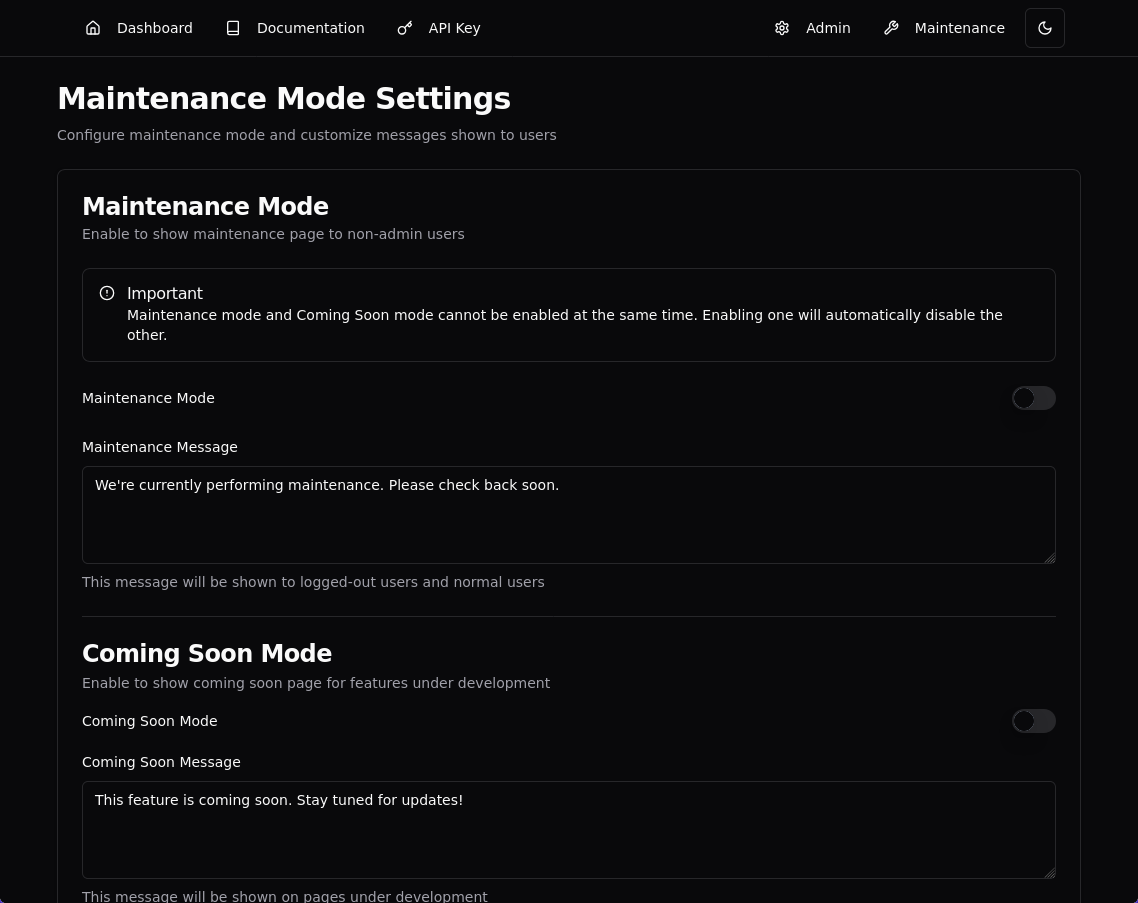 Dashboard Documentation API Key Admin Maintenance
Maintenance Mode Settings
Configure maintenance mode and customize messages shown to users
Maintenance Mode
Enable to show maintenance page to non-admin users
Important
Maintenance mode and Coming Soon mode cannot be enabled at the same time. Enabling one will automatically disable the
other.
Maintenance Mode
Maintenance Message
We're currently performing maintenance. Please check back soon.
This message will be shown to logged-out users and normal users
Coming Soon Mode
Enable to show coming soon page for features under development
Coming Soon Mode
Coming Soon Message
This feature is coming soon. Stay tuned for updates!
This message will be shown on pages under development